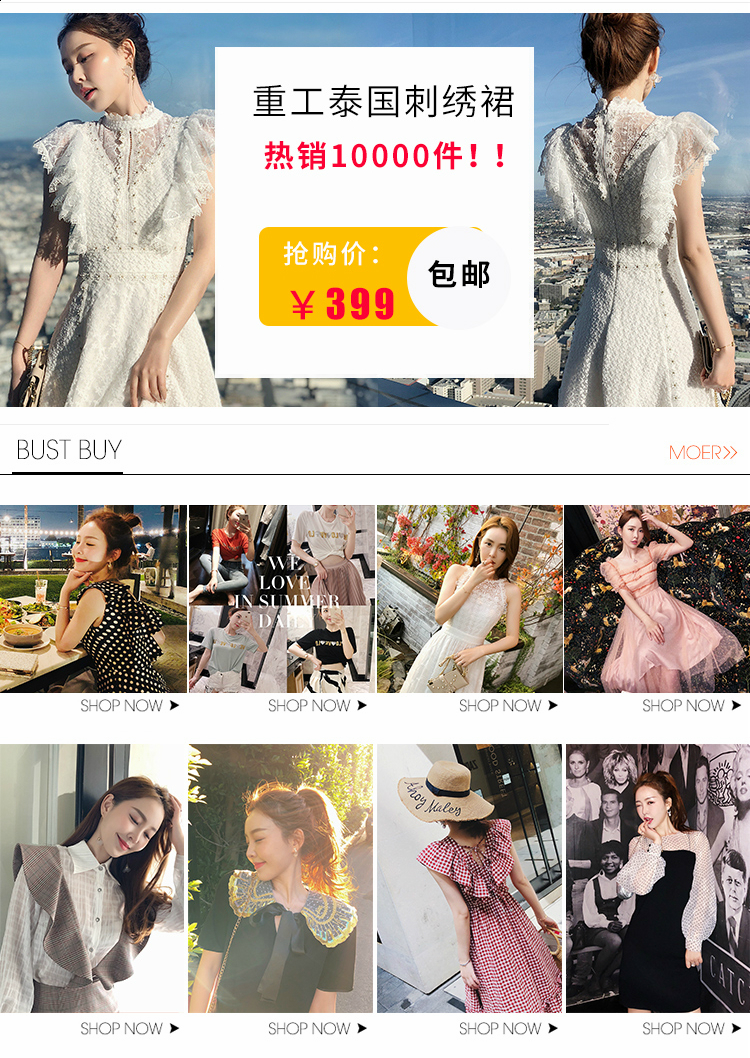 重工泰国刺绣裙
热销10000件！！
抢购价：
￥399
包邮
BUST BUY
MOER
WE
LOVE
IN SUMMER
SHOP NOW
SHOP NOW
SHOP NOW
SHOP NOW
Ahoy Matey
SHOP NOW
SHOP NOW
SHOP NOW
SHOP NOW